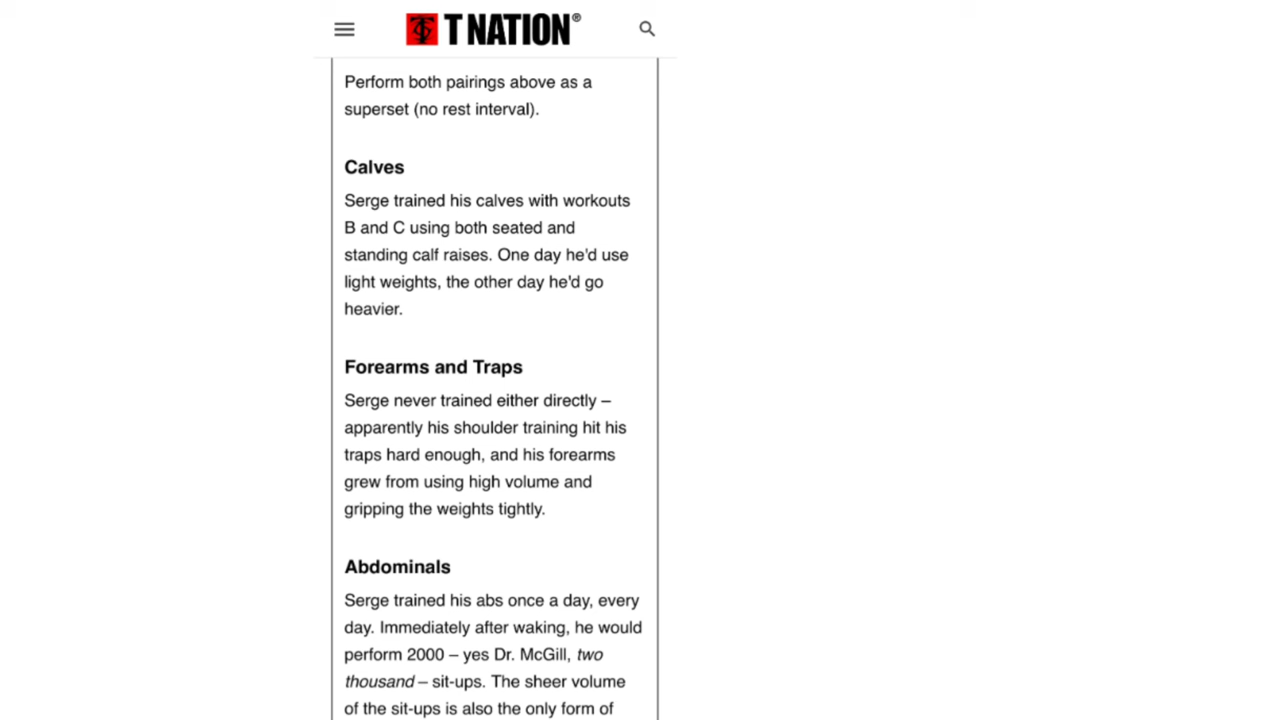 T NATION®
Perform both pairings above as a
superset (no rest interval).
Calves
Serge trained his calves with workouts
B and C using both seated and
standing calf raises. One day he'd use
light weights, the other day he'd go
heavier.
Forearms and Traps
Serge never trained either directly –
apparently his shoulder training hit his
traps hard enough, and his forearms
grew from using high volume and
gripping the weights tightly.
Abdominals
Serge trained his abs once a day, every
day. Immediately after waking, he would
perform 2000 – yes Dr. McGill, two
thousand – sit-ups. The sheer volume
of the sit-ups is also the only form of